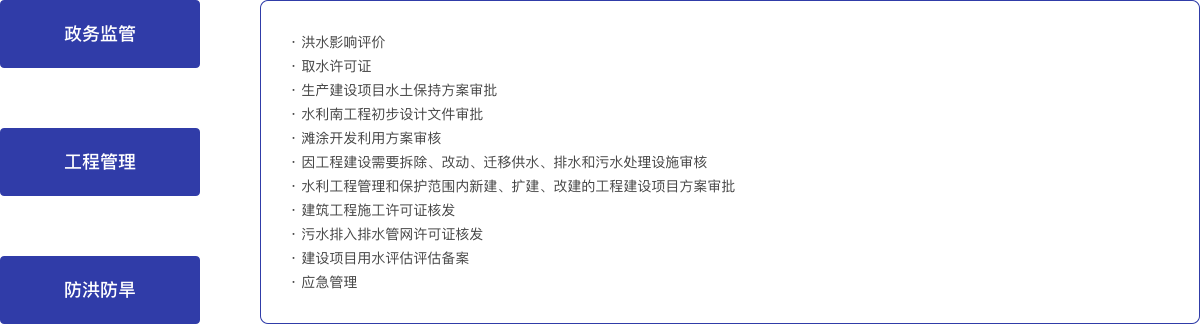 政务监管
工程管理
防洪防旱
· 洪水影响评价
· 取水许可证
· 生产建设项目水土保持方案审批
· 水利南工程初步设计文件审批
· 滩涂开发利用方案审核
· 因工程建设需要拆除、改动、迁移供水、排水和污水处理设施审核
· 水利工程管理和保护范围内新建、扩建、改建的工程建设项目方案审批
· 建筑工程施工许可证核发
· 污水排入排水管网许可证核发
· 建设项目用水评估评估备案
· 应急管理